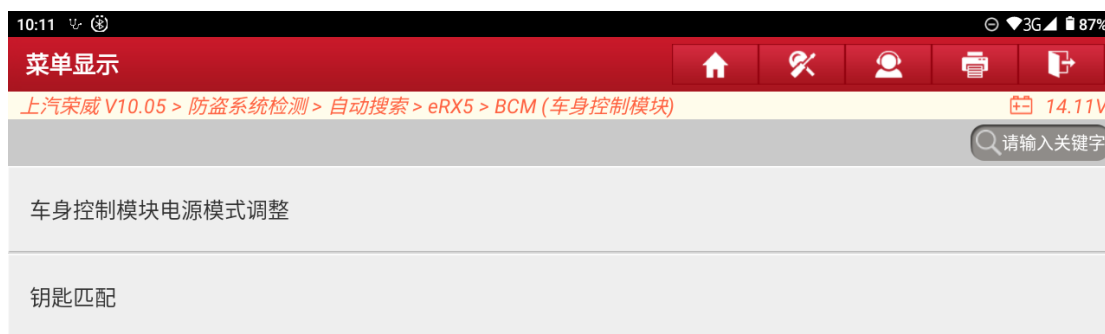 10:11 3G 87%
菜单显示
上汽荣威 V10.05 > 防盗系统检测 > 自动搜索 > eRX5 > BCM (车身控制模块) 14.11V
请输入关键字
车身控制模块电源模式调整
钥匙匹配